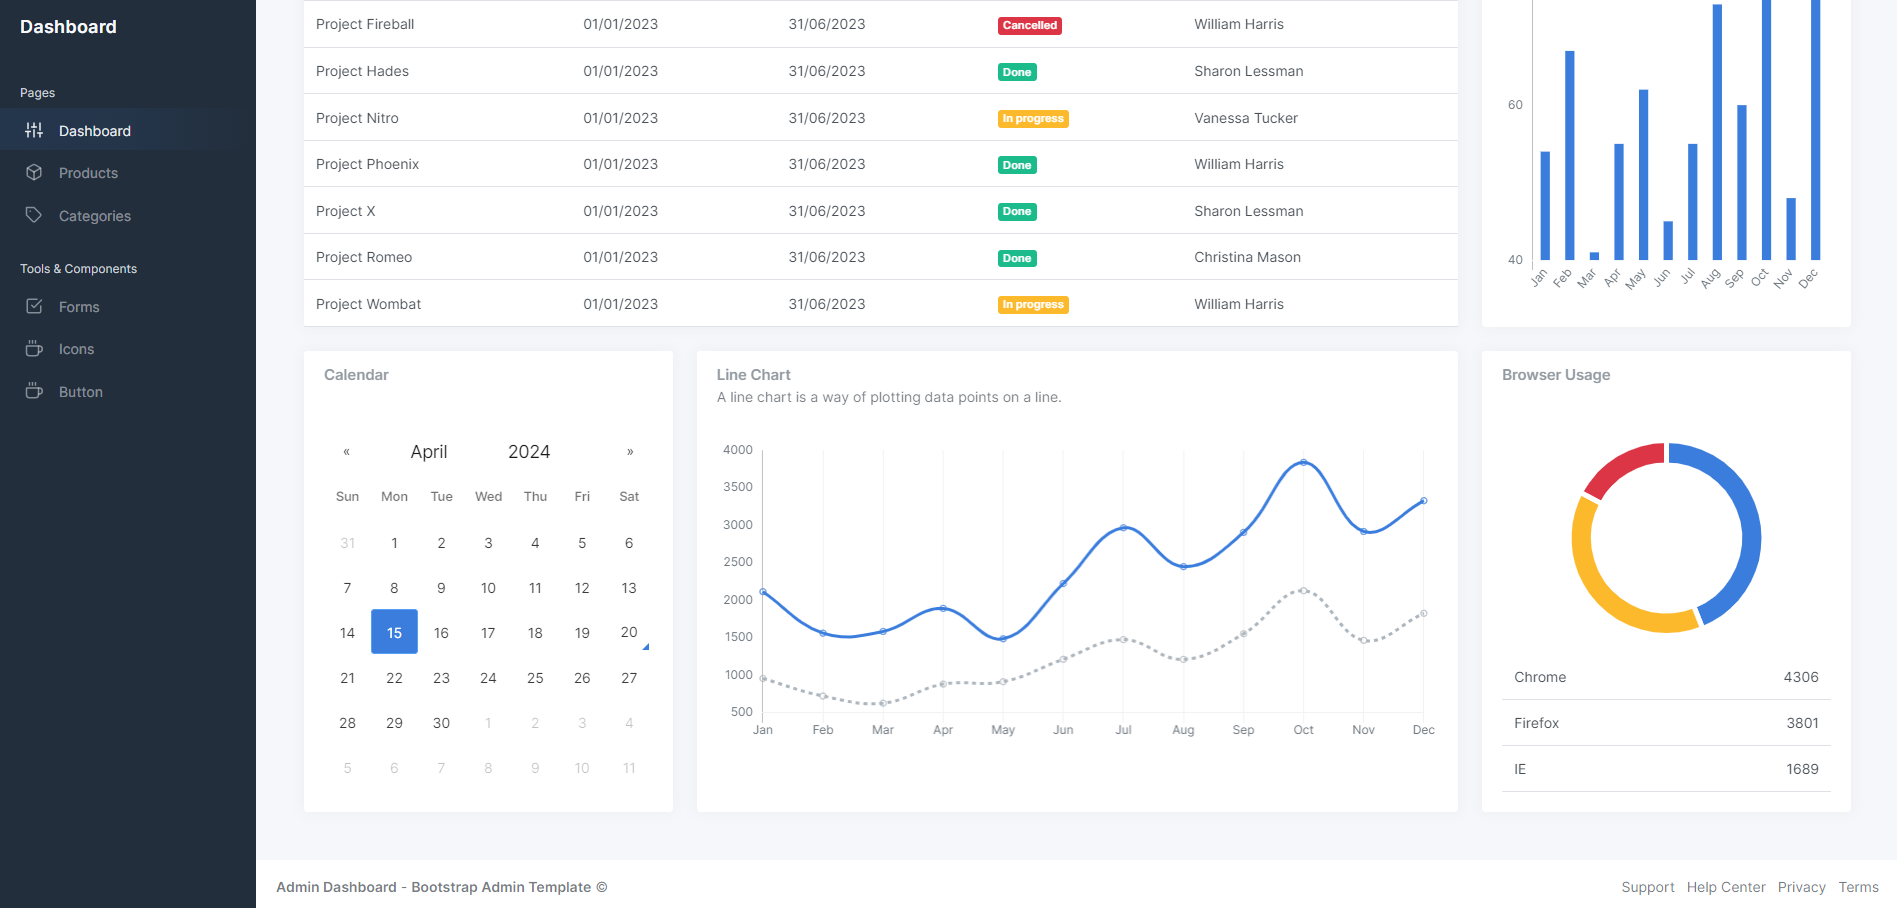 Dashboard
Pages
Dashboard
Products
Categories
Tools & Components
Forms
Icons
Button
Project Fireball 01/01/2023 31/06/2023 Cancelled William Harris
Project Hades 01/01/2023 31/06/2023 Done Sharon Lessman
Project Nitro 01/01/2023 31/06/2023 In progress Vanessa Tucker
Project Phoenix 01/01/2023 31/06/2023 Done William Harris
Project X 01/01/2023 31/06/2023 Done Sharon Lessman
Project Romeo 01/01/2023 31/06/2023 Done Christina Mason
Project Wombat 01/01/2023 31/06/2023 In progress William Harris
60
40
Jan Feb Mar Apr May Jun Jul Aug Sep Oct Nov Dec
Calendar
« April 2024 »
Sun Mon Tue Wed Thu Fri Sat
31 1 2 3 4 5 6
7 8 9 10 11 12 13
14 15 16 17 18 19 20
21 22 23 24 25 26 27
28 29 30 1 2 3 4
5 6 7 8 9 10 11
Line Chart
A line chart is a way of plotting data points on a line.
4000
3500
3000
2500
2000
1500
1000
500
Jan Feb Mar Apr May Jun Jul Aug Sep Oct Nov Dec
Browser Usage
Chrome 4306
Firefox 3801
IE 1689
Admin Dashboard - Bootstrap Admin Template ©
Support Help Center Privacy Terms